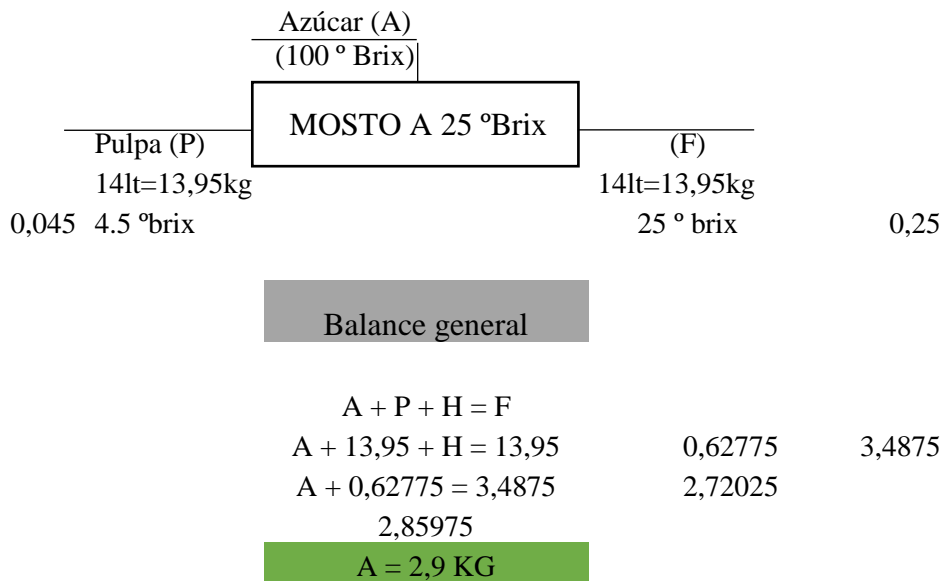 Azúcar (A)
(100 º Brix)
MOSTO A 25 ºBrix
Pulpa (P) (F)
14lt=13,95kg 14lt=13,95kg
0,045 4.5 ºbrix 25 º brix 0,25
Balance general
A + P + H = F
A + 13,95 + H = 13,95 0,62775 3,4875
A + 0,62775 = 3,4875 2,72025
2,85975
A = 2,9 KG